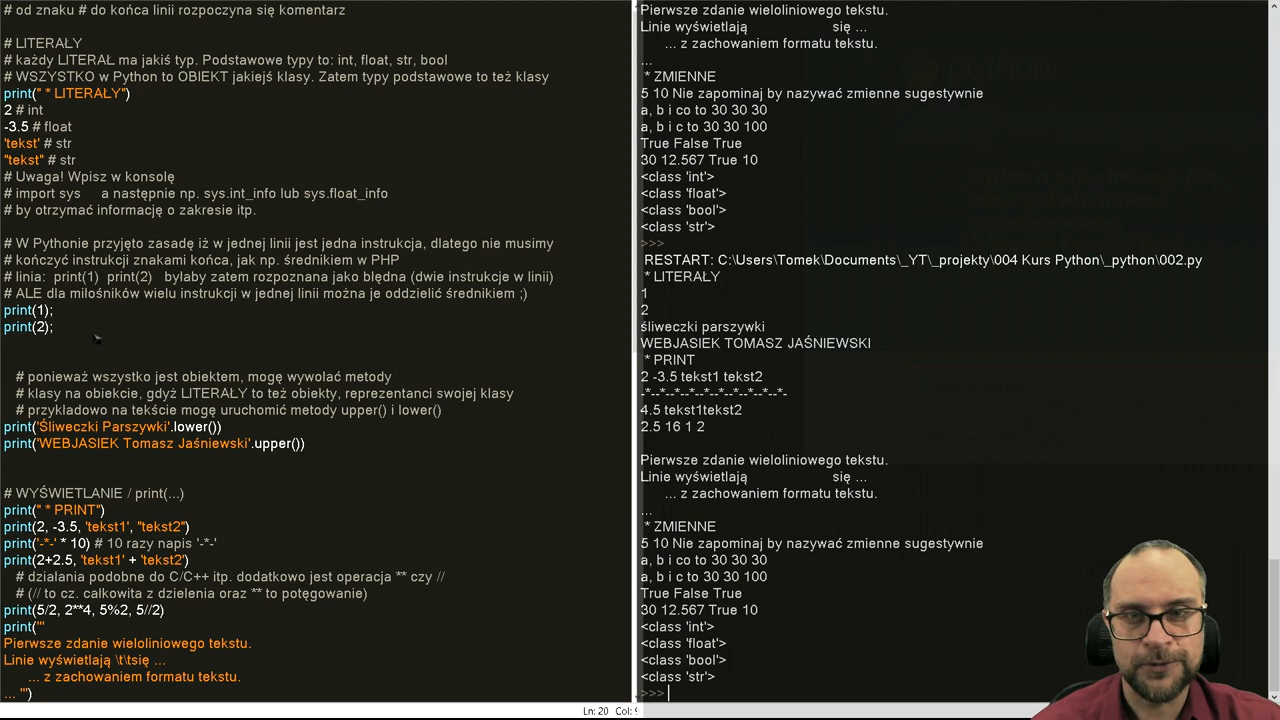 # od znaku # do końca linii rozpoczyna się komentarz
# LITERAŁY
# każdy LITERAŁ ma jakiś typ. Podstawowe typy to: int, float, str, bool
# WSZYSTKO w Python to OBIEKT jakiejś klasy. Zatem typy podstawowe to też klasy
print(" * LITERAŁY")
2 # int
-3.5 # float
'tekst' # str
"tekst" # str
# Uwaga! Wpisz w konsolę
# import sys     a następnie np. sys.int_info lub sys.float_info
# by otrzymać informację o zakresie itp.
# W Pythonie przyjęto zasadę iż w jednej linii jest jedna instrukcja, dlatego nie musimy
# kończyć instrukcji znakami końca, jak np. średnikiem w PHP
# linia:  print(1)  print(2)   byłaby zatem rozpoznana jako błędna (dwie instrukcje w linii)
# ALE dla miłośników wielu instrukcji w jednej linii można je oddzielić średnikiem ;)
print(1);
print(2);
# ponieważ wszystko jest obiektem, mogę wywołać metody
# klasy na obiekcie, gdyż LITERAŁY to też obiekty, reprezentanci swojej klasy
# przykładowo na tekście mogę uruchomić metody upper() i lower()
print('Śliweczki Parszywki'.lower())
print('WEBJASIEK Tomasz Jaśniewski'.upper())
# WYŚWIETLANIE / print(...)
print(" * PRINT")
print(2, -3.5, 'tekst1', "tekst2")
print('-*-' * 10) # 10 razy napis '-*-'
print(2+2.5, 'tekst1' + 'tekst2')
# działania podobne do C/C++ itp. dodatkowo jest operacja ** czy //
# (// to cz. całkowita z dzielenia oraz ** to potęgowanie)
print(5/2, 2**4, 5%2, 5//2)
print('''
Pierwsze zdanie wieloliniowego tekstu.
Linie wyświetlają \t\tsię ...
... z zachowaniem formatu tekstu.
... ''')
Pierwsze zdanie wieloliniowego tekstu.
Linie wyświetlają się ...
... z zachowaniem formatu tekstu.
...
* ZMIENNE
5 10 Nie zapominaj by nazywać zmienne sugestywnie
a, b i co to 30 30 30
a, b i c to 30 30 100
True False True
30 12.567 True 10
<class 'int'>
<class 'float'>
<class 'bool'>
<class 'str'>
>>>
RESTART: C:\Users\Tomek\Documents\_YT\_projekty\004 Kurs Python\_python\002.py
* LITERAŁY
1
2
śliweczki parszywki
WEBJASIEK TOMASZ JAŚNIEWSKI
* PRINT
2 -3.5 tekst1 tekst2
-*--*--*--*--*--*--*--*--*--*-
4.5 tekst1tekst2
2.5 16 1 2
Pierwsze zdanie wieloliniowego tekstu.
Linie wyświetlają się ...
... z zachowaniem formatu tekstu.
...
* ZMIENNE
5 10 Nie zapominaj by nazywać zmienne sugestywnie
a, b i co to 30 30 30
a, b i c to 30 30 100
True False True
30 12.567 True 10
<class 'int'>
<class 'float'>
<class 'bool'>
<class 'str'>
>>>
Ln: 20 Col: